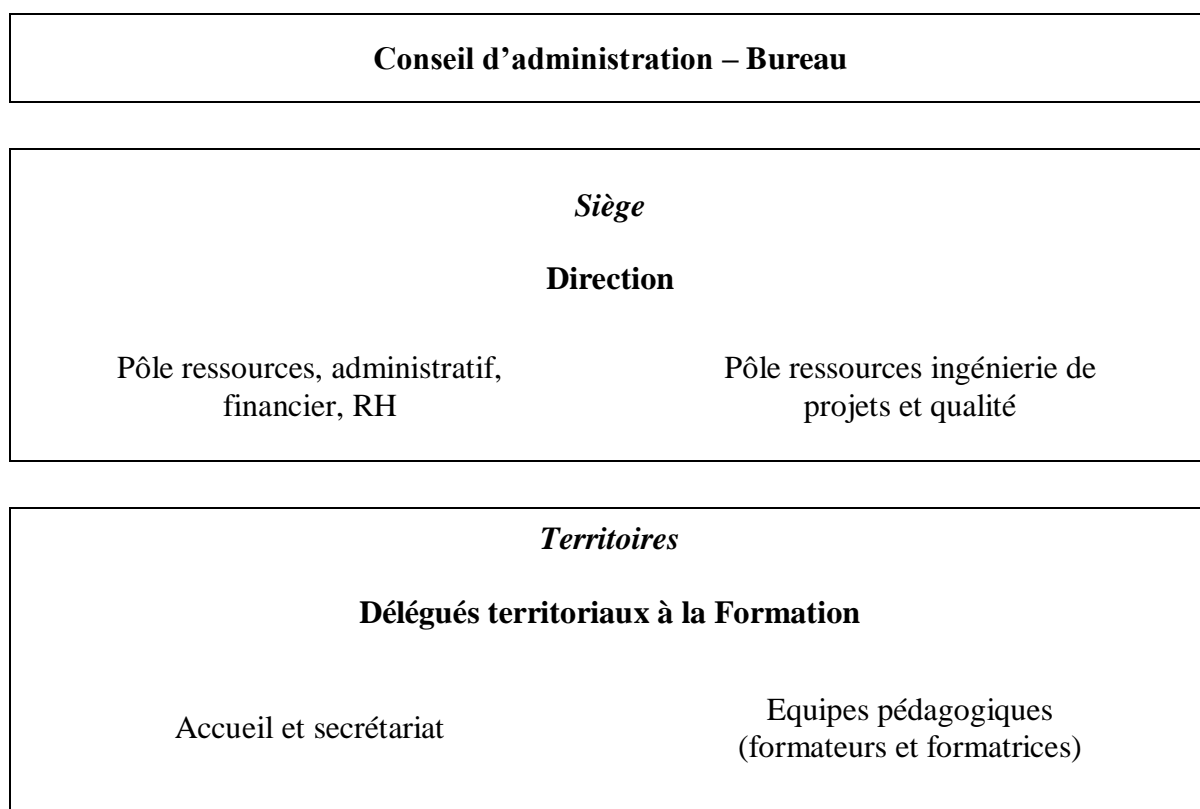 Conseil d’administration – Bureau
Siège
Direction
Pôle ressources, administratif,
financier, RH
Pôle ressources ingénierie de
projets et qualité
Territoires
Délégués territoriaux à la Formation
Accueil et secrétariat
Equipes pédagogiques
(formateurs et formatrices)